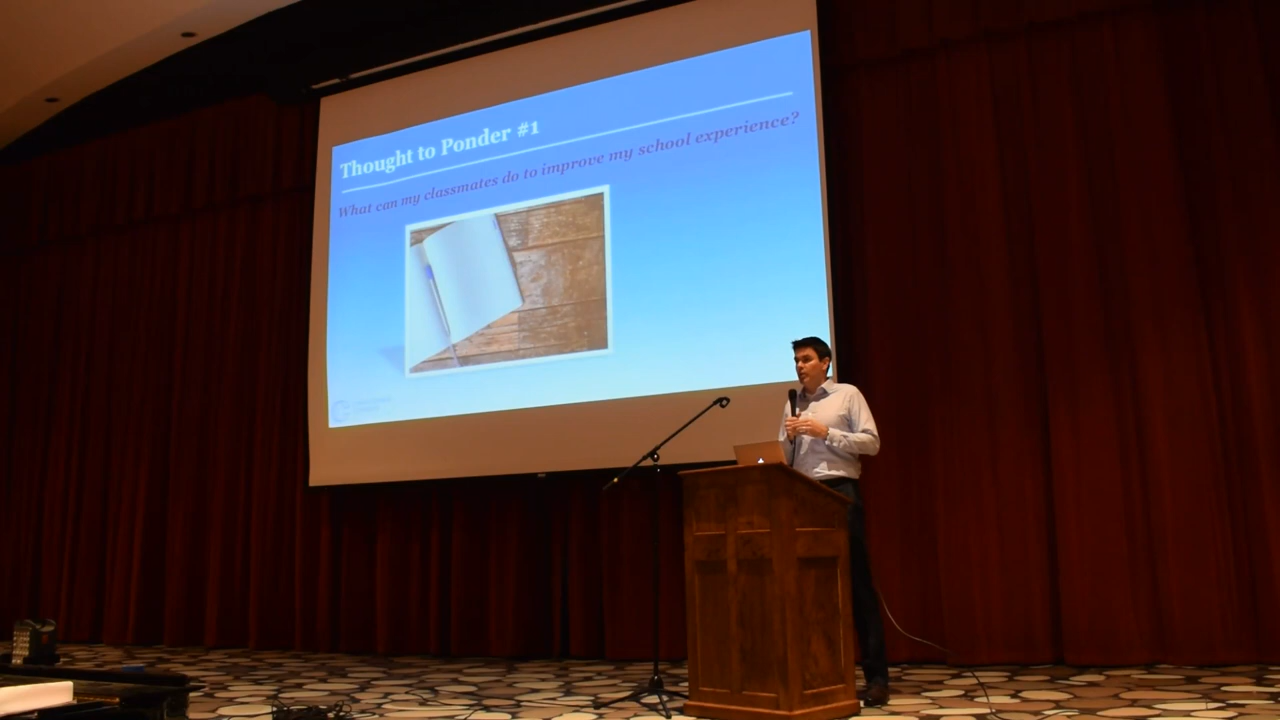 Thought to Ponder #1
What can my classmates do to improve my school experience?